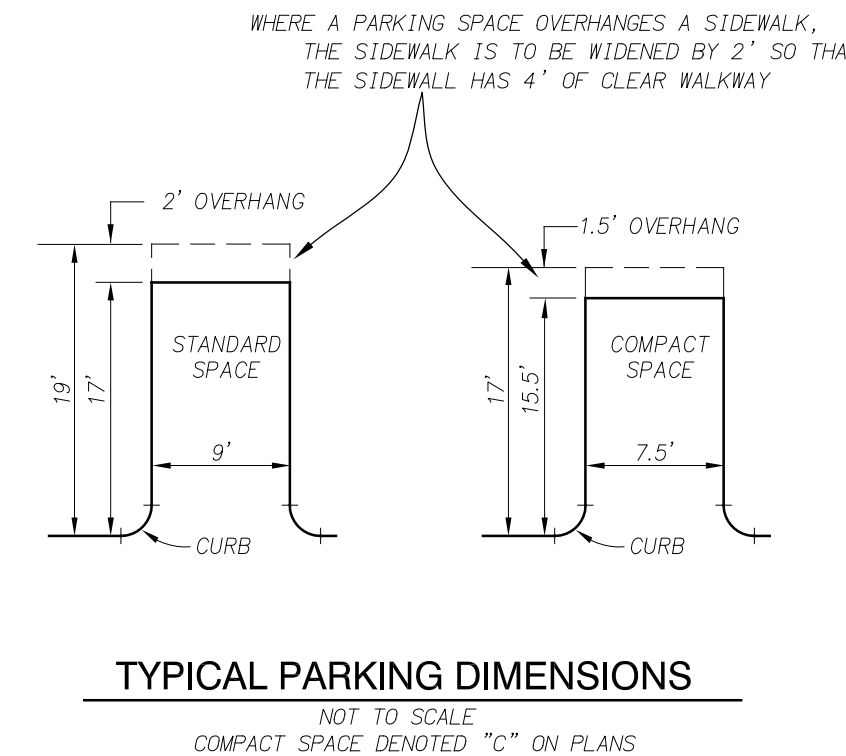 WHERE A PARKING SPACE OVERHANGES A SIDEWALK,
THE SIDEWALK IS TO BE WIDENED BY 2' SO THA
THE SIDEWALL HAS 4' OF CLEAR WALKWAY
2' OVERHANG
1.5' OVERHANG
STANDARD
SPACE
COMPACT
SPACE
19'
17'
17'
15.5'
9'
7.5'
CURB
CURB
TYPICAL PARKING DIMENSIONS
NOT TO SCALE
COMPACT SPACE DENOTED "C" ON PLANS